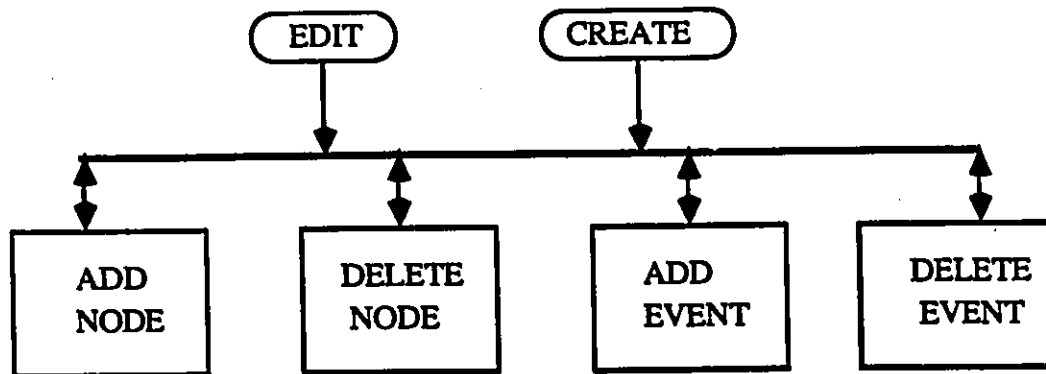 EDIT
CREATE
ADD
NODE
DELETE
NODE
ADD
EVENT
DELETE
EVENT